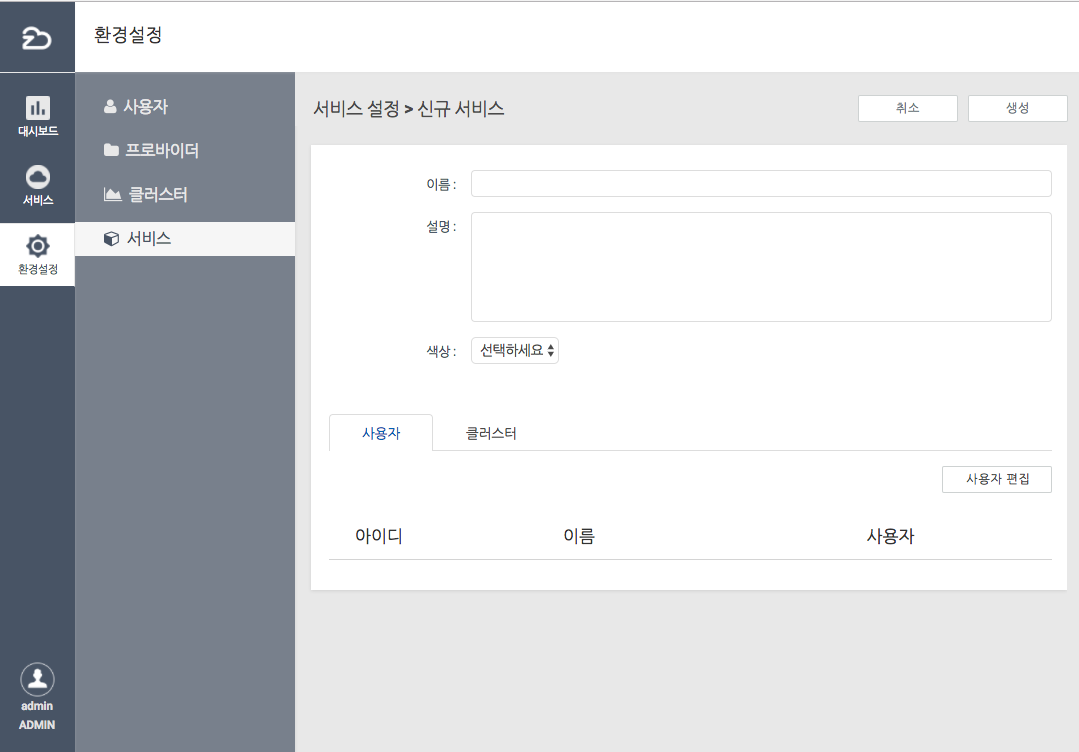 환경설정
대시보드
서비스
환경설정
admin
ADMIN
사용자
프로바이더
클러스터
서비스
서비스 설정 > 신규 서비스
취소
생성
이름 :
설명 :
색상 :
선택하세요
사용자
클러스터
사용자 편집
아이디
이름
사용자